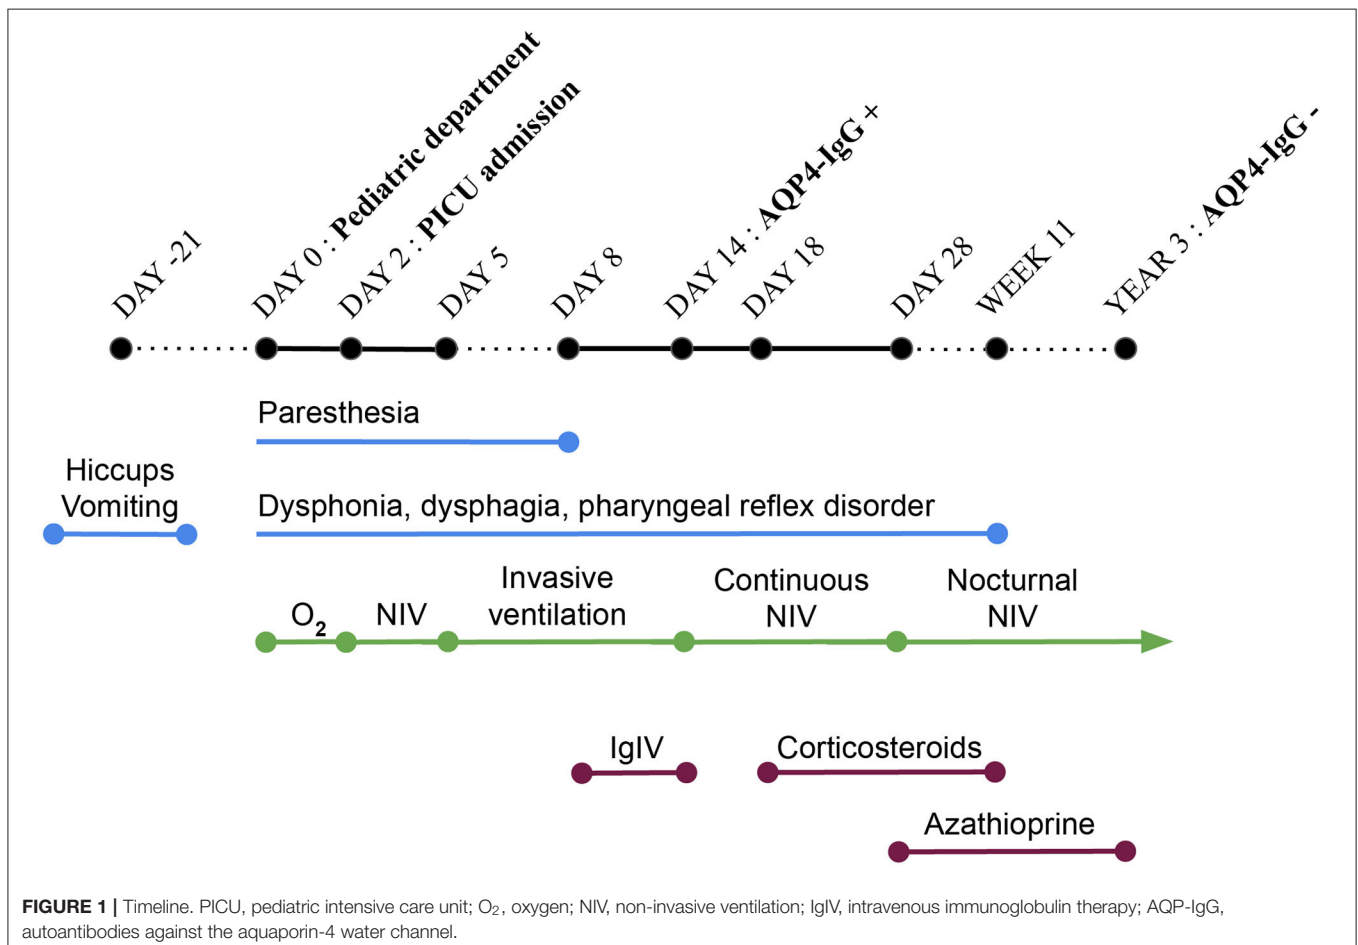 DAY -21
DAY 0 : Pediatric department
DAY 2 : PICU admission
DAY 5
DAY 8
DAY 14 : AQP4-IgG +
DAY 18
DAY 28
WEEK 11
YEAR 3 : AQP4-IgG -
Paresthesia
Hiccups
Vomiting
Dysphonia, dysphagia, pharyngeal reflex disorder
O₂
NIV
Invasive
ventilation
Continuous
NIV
Nocturnal
NIV
IgIV
Corticosteroids
Azathioprine
FIGURE 1 | Timeline. PICU, pediatric intensive care unit; O₂, oxygen; NIV, non-invasive ventilation; IgIV, intravenous immunoglobulin therapy; AQP-IgG,
autoantibodies against the aquaporin-4 water channel.